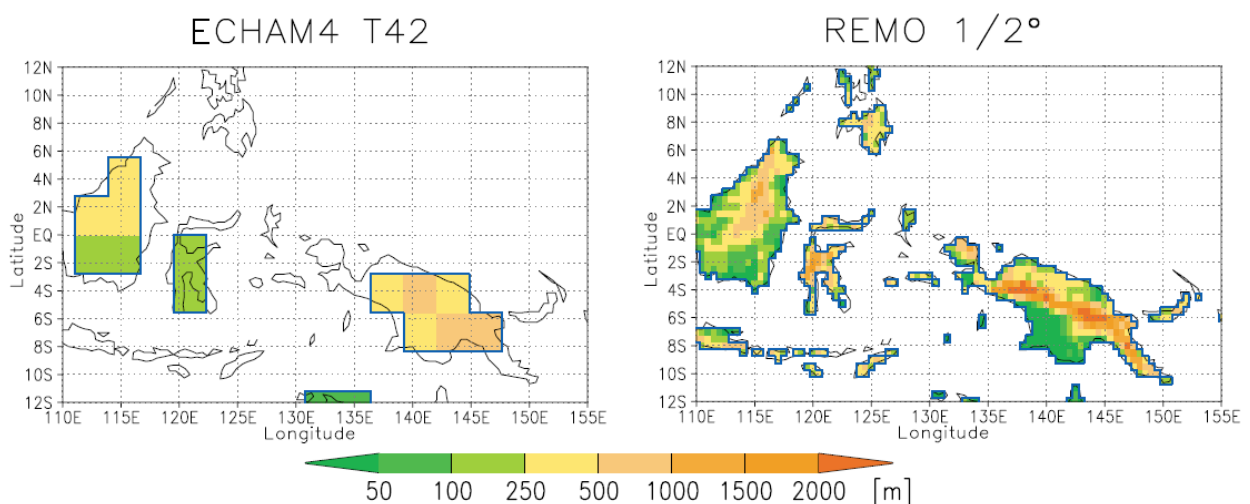 ECHAM4 T42
REMO 1/2°
12N
10N
8N
6N
4N
2N
EQ
2S
4S
6S
8S
10S
12S
Latitude
110E 115E 120E 125E 130E 135E 140E 145E 150E 155E
Longitude
12N
10N
8N
6N
4N
2N
EQ
2S
4S
6S
8S
10S
12S
Latitude
110E 115E 120E 125E 130E 135E 140E 145E 150E 155E
Longitude
50 100 250 500 1000 1500 2000 [m]